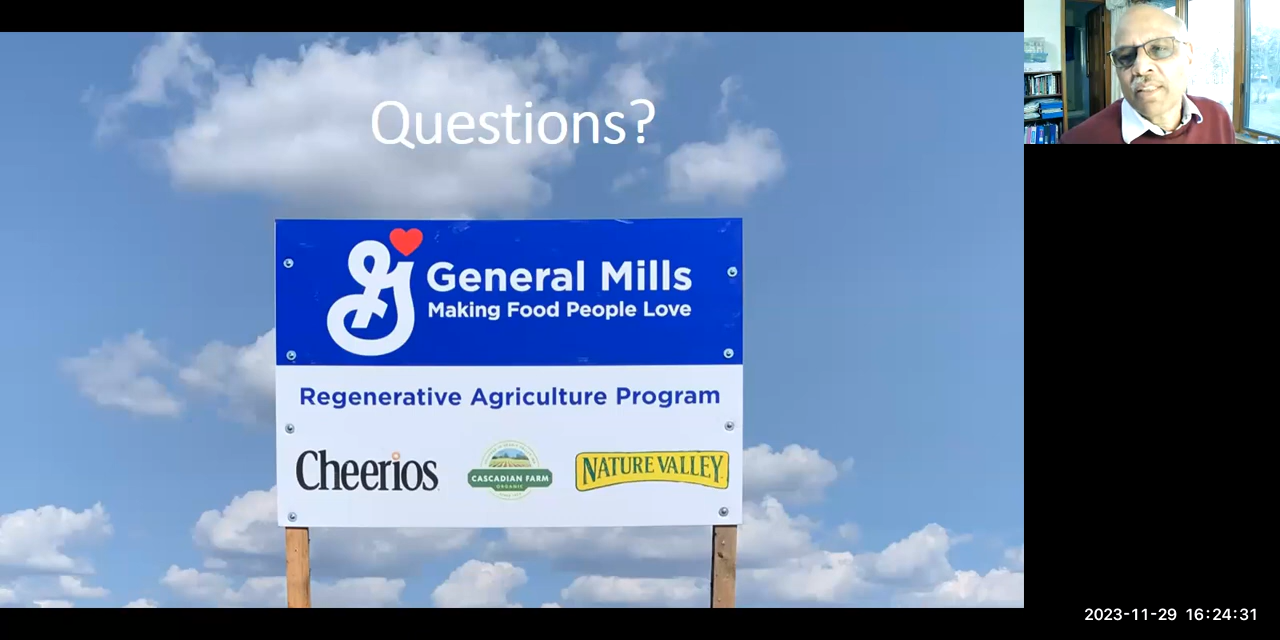 Questions?
General Mills
Making Food People Love
Regenerative Agriculture Program
Cheerios
CASCADIAN FARM
ORGANIC
NATURE VALLEY
2023-11-29 16:24:31